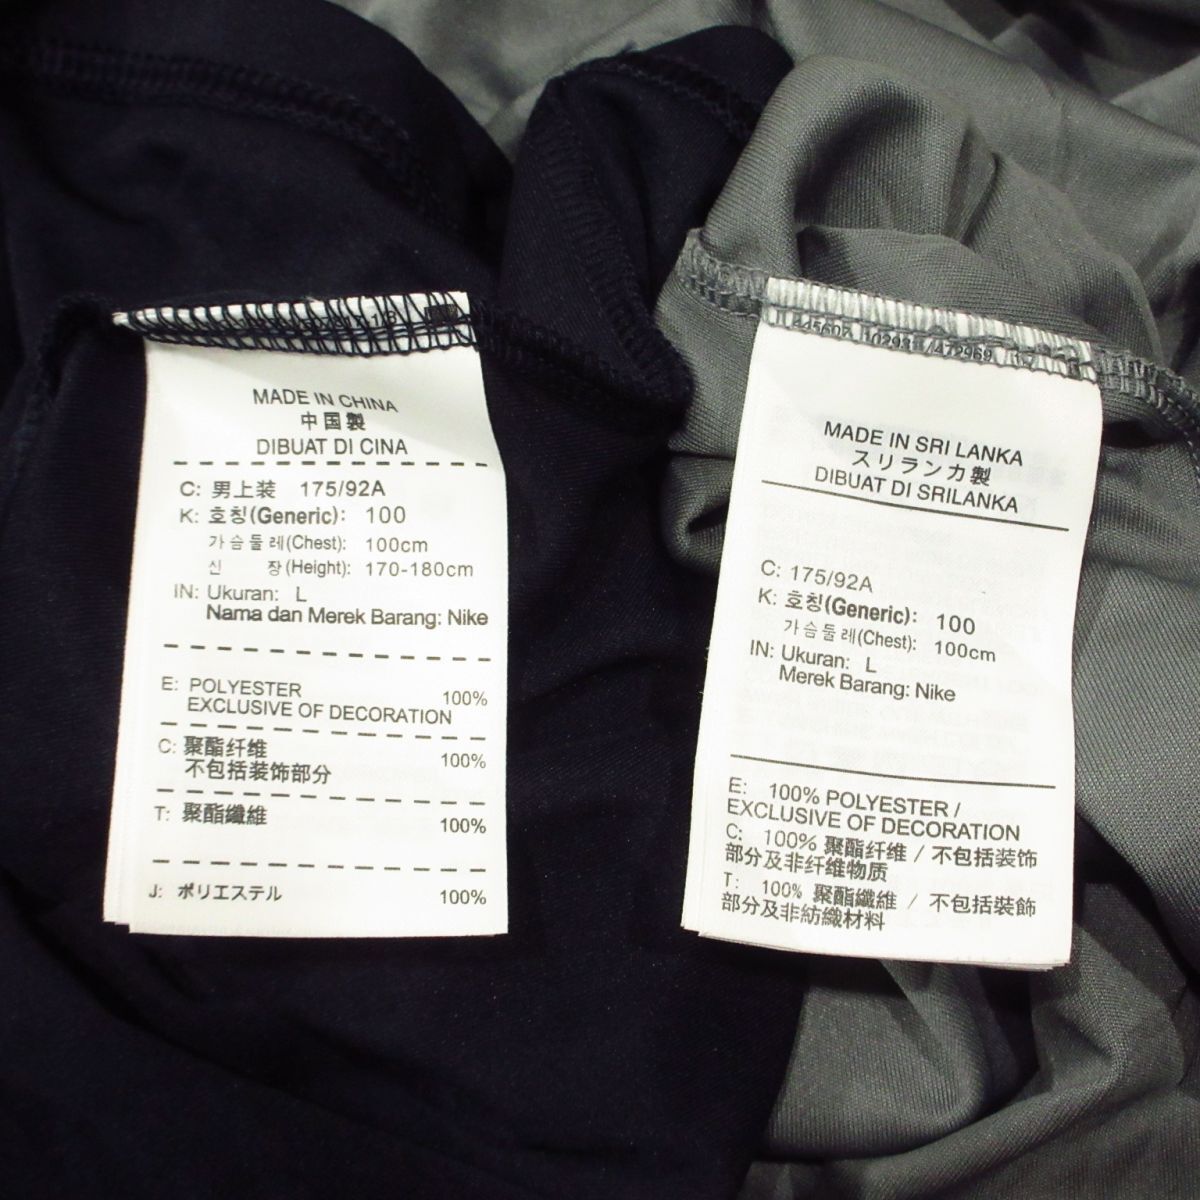 MADE IN CHINA
中国製
DIBUAT DI CINA
C: 男上装 175/92A
K: 호칭(Generic): 100
가슴둘레(Chest): 100cm
신 장(Height): 170-180cm
IN: Ukuran: L
Nama dan Merek Barang: Nike
E: POLYESTER 100%
EXCLUSIVE OF DECORATION
C: 聚酯纤维 100%
不包括装饰部分
T: 聚酯纖維 100%
J: ポリエステル 100%
MADE IN SRI LANKA
スリランカ製
DIBUAT DI SRILANKA
C: 175/92A
K: 호칭(Generic): 100
가슴둘레(Chest): 100cm
IN: Ukuran: L
Merek Barang: Nike
E: 100% POLYESTER /
EXCLUSIVE OF DECORATION
C: 100% 聚酯纤维 / 不包括装饰
部分及非纤维物质
T: 100% 聚酯纖維 / 不包括裝飾
部分及非紡織材料